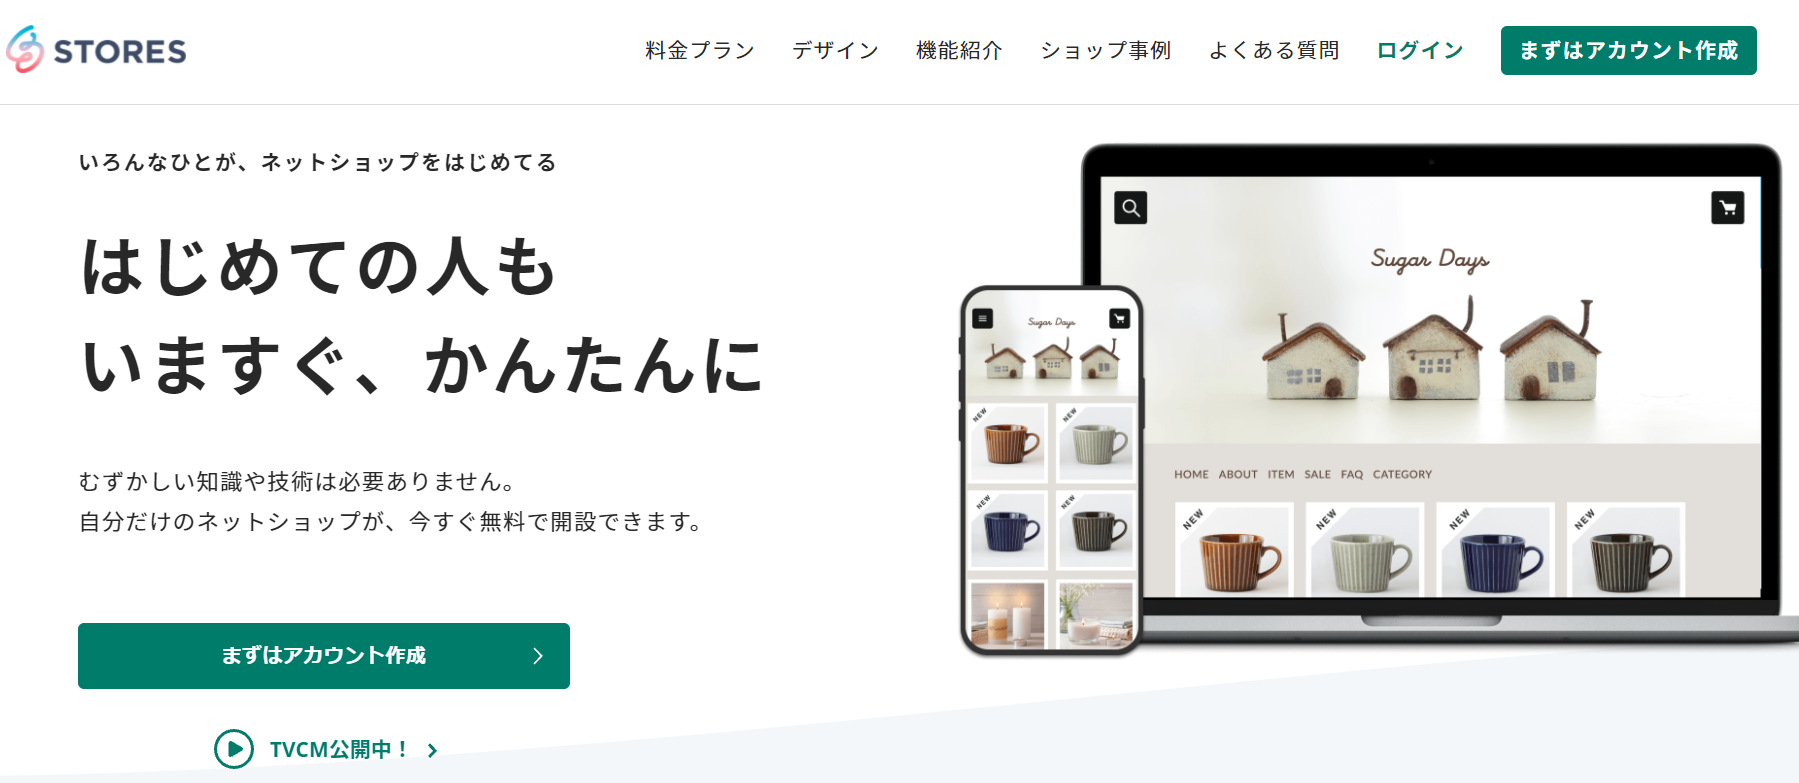 STORES
料金プラン デザイン 機能紹介 ショップ事例 よくある質問 ログイン まずはアカウント作成
いろんなひとが、ネットショップをはじめてる
はじめての人も
いますぐ、かんたんに
むずかしい知識や技術は必要ありません。
自分だけのネットショップが、今すぐ無料で開設できます。
まずはアカウント作成
TVCM公開中！
Sugar Days
HOME ABOUT ITEM SALE FAQ CATEGORY
NEW NEW NEW NEW
Sugar Days
NEW NEW
NEW NEW